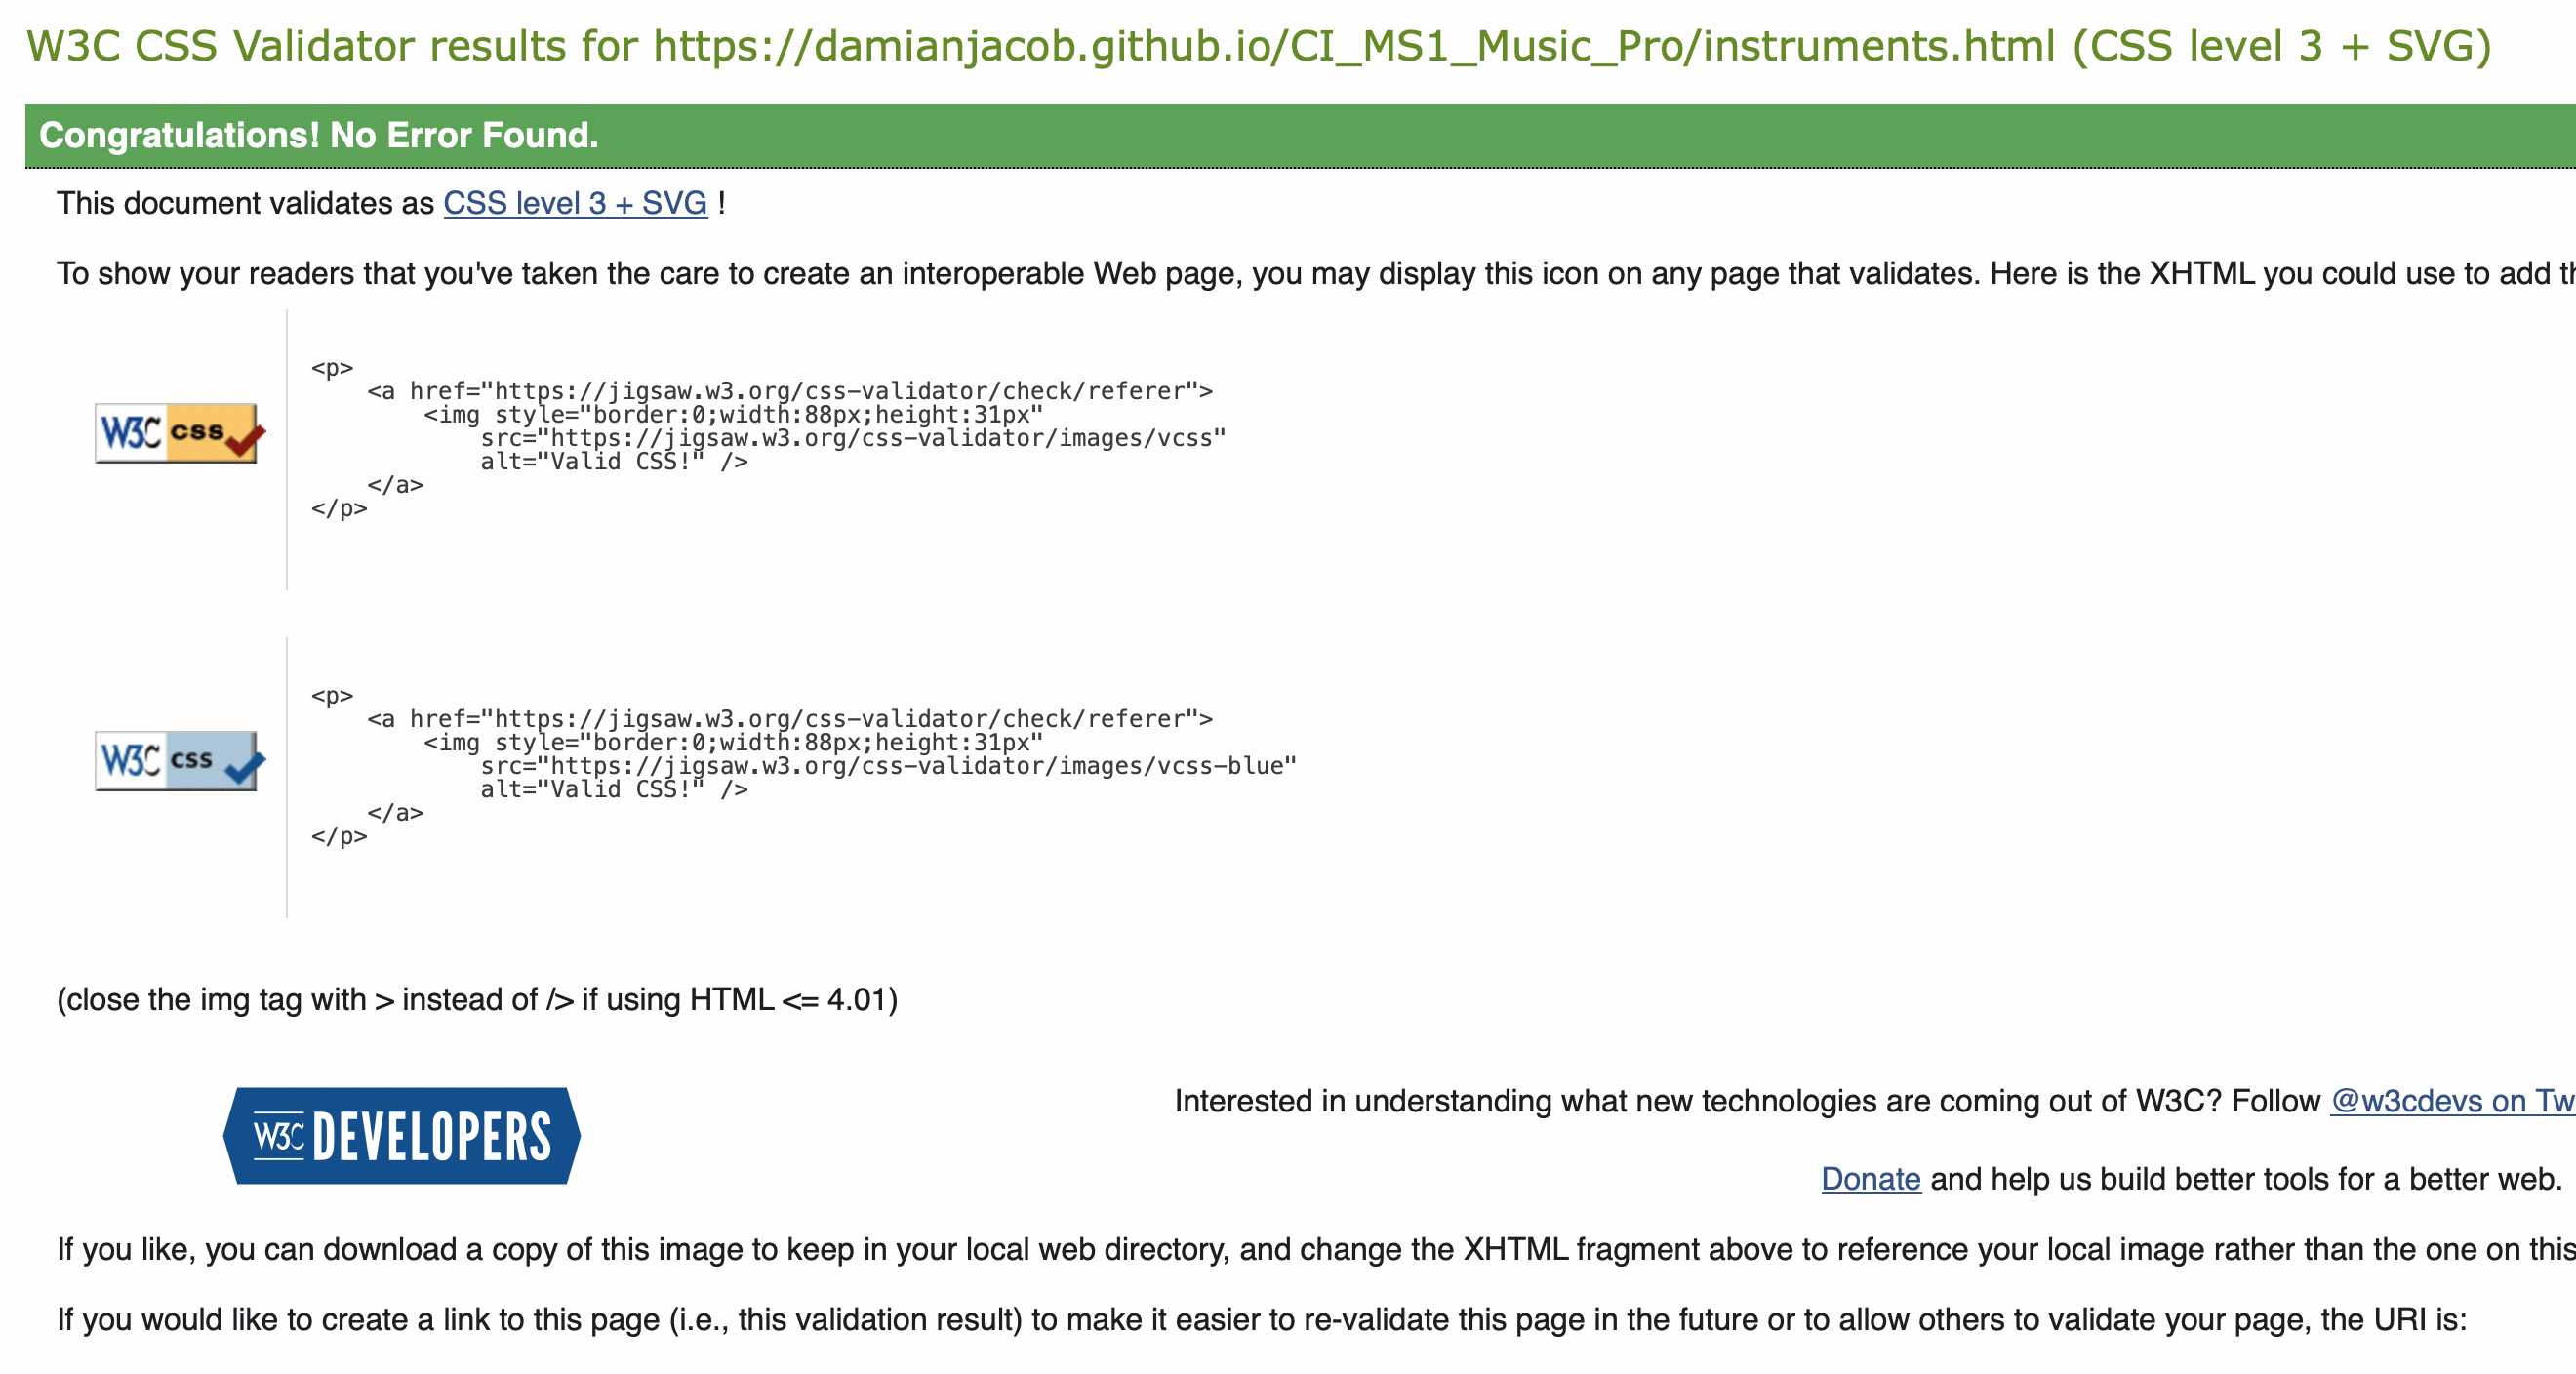 W3C CSS Validator results for https://damianjacob.github.io/CI_MS1_Music_Pro/instruments.html (CSS level 3 + SVG)
Congratulations! No Error Found.
This document validates as CSS level 3 + SVG !
To show your readers that you've taken the care to create an interoperable Web page, you may display this icon on any page that validates. Here is the XHTML you could use to add
W3C css
<p>
<a href="https://jigsaw.w3.org/css-validator/check/referer">
<img style="border:0;width:88px;height:31px"
src="https://jigsaw.w3.org/css-validator/images/vcss"
alt="Valid CSS!" />
</a>
</p>
W3C css
<p>
<a href="https://jigsaw.w3.org/css-validator/check/referer">
<img style="border:0;width:88px;height:31px"
src="https://jigsaw.w3.org/css-validator/images/vcss-blue"
alt="Valid CSS!" />
</a>
</p>
(close the img tag with > instead of /> if using HTML <= 4.01)
W3C DEVELOPERS
Interested in understanding what new technologies are coming out of W3C? Follow @w3cdevs on Tw
Donate and help us build better tools for a better web.
If you like, you can download a copy of this image to keep in your local web directory, and change the XHTML fragment above to reference your local image rather than the one on this
If you would like to create a link to this page (i.e., this validation result) to make it easier to re-validate this page in the future or to allow others to validate your page, the URI is: